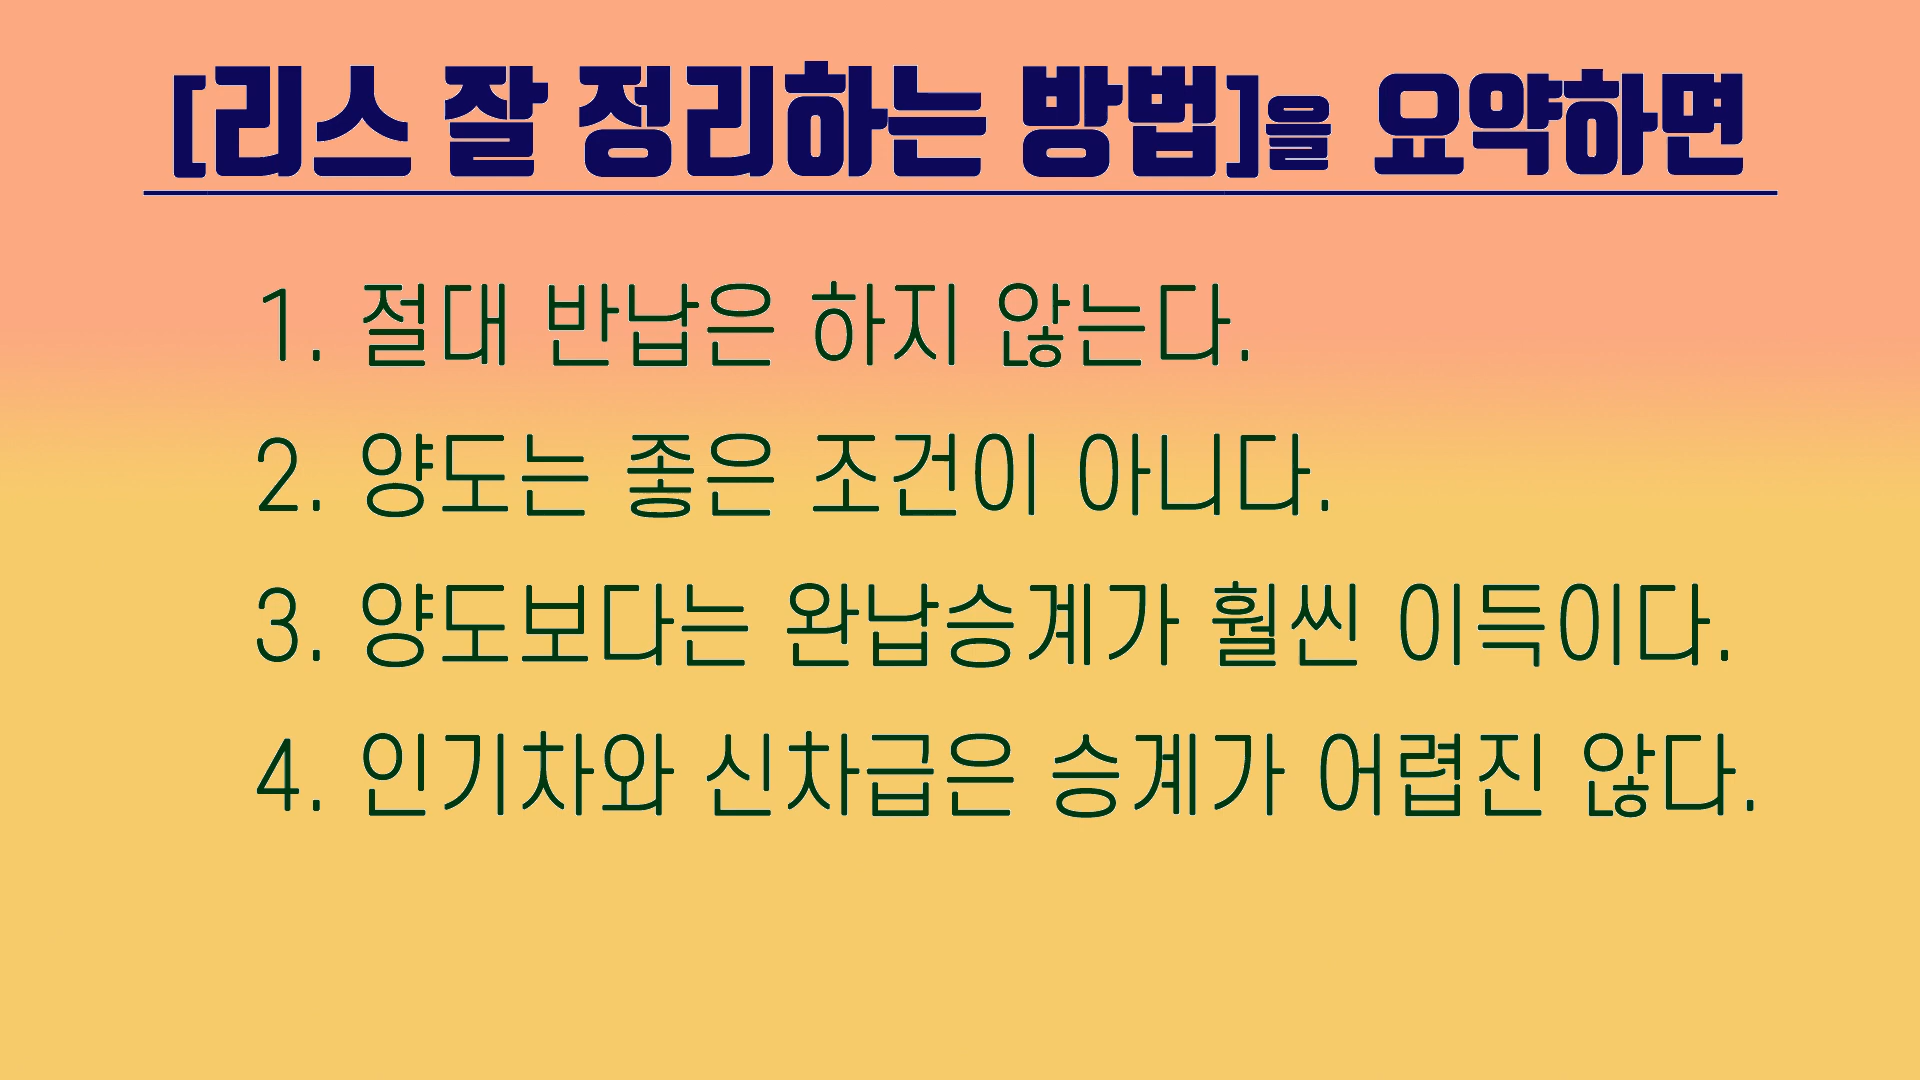 [리스 잘 정리하는 방법]을 요약하면
1. 절대 반납은 하지 않는다.
2. 양도는 좋은 조건이 아니다.
3. 양도보다는 완납승계가 훨씬 이득이다.
4. 인기차와 신차급은 승계가 어렵진 않다.